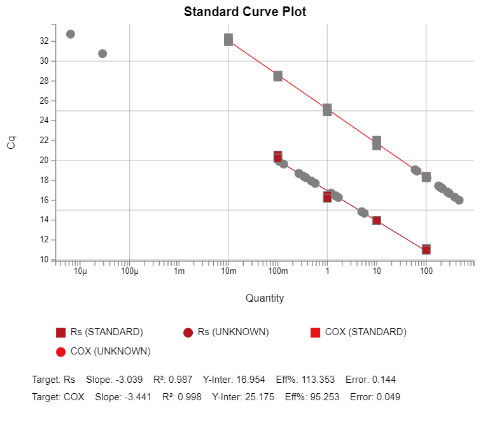 Standard Curve Plot
32
30
28
26
24
22
20
18
16
14
12
10
Cq
10µ 100µ 1m 10m 100m 1 10 100
Quantity
Rs (STANDARD) Rs (UNKNOWN) COX (STANDARD)
COX (UNKNOWN)
Target: Rs Slope: -3.039 R²: 0.987 Y-Inter: 16.954 Eff%: 113.353 Error: 0.144
Target: COX Slope: -3.441 R²: 0.998 Y-Inter: 25.175 Eff%: 95.253 Error: 0.049